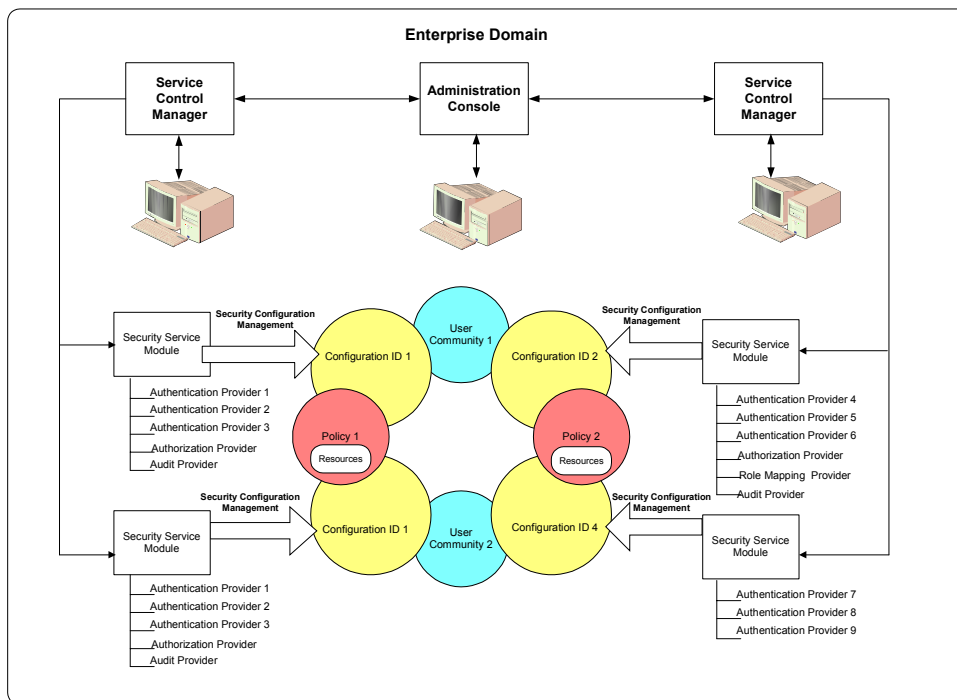 Enterprise Domain
Service
Control
Manager
Administration
Console
Service
Control
Manager
Security Configuration
Management
Security Service
Module
Authentication Provider 1
Authentication Provider 2
Authentication Provider 3
Authorization Provider
Audit Provider
Configuration ID 1
User
Community 1
Configuration ID 2
Security Configuration
Management
Security Service
Module
Authentication Provider 4
Authentication Provider 5
Authentication Provider 6
Authorization Provider
Role Mapping Provider
Audit Provider
Policy 1
Resources
Policy 2
Resources
Security Configuration
Management
Security Service
Module
Authentication Provider 1
Authentication Provider 2
Authentication Provider 3
Authorization Provider
Audit Provider
Configuration ID 1
User
Community 2
Configuration ID 4
Security Configuration
Management
Security Service
Module
Authentication Provider 7
Authentication Provider 8
Authentication Provider 9